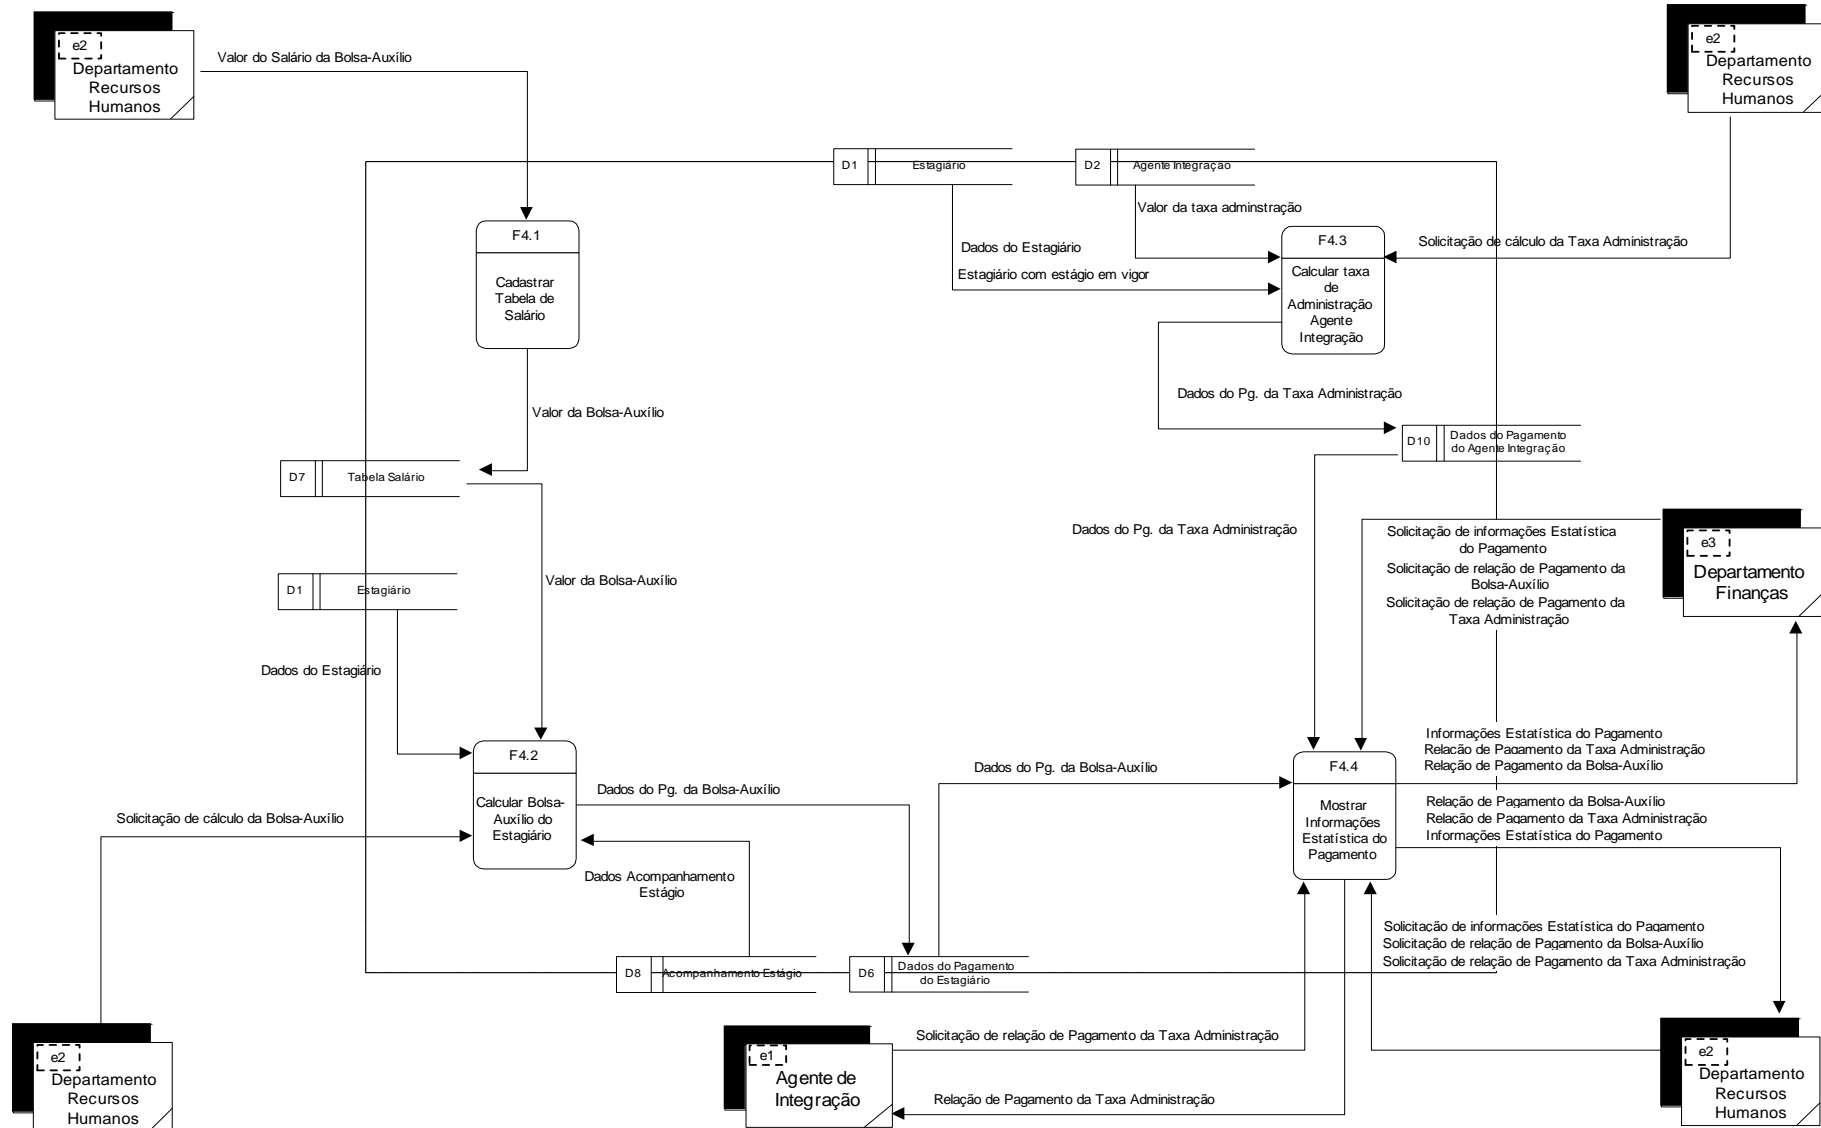 e2
Departamento
Recursos
Humanos
Valor do Salário da Bolsa-Auxílio
e2
Departamento
Recursos
Humanos
D1
Estagiário
D2
Agente Integração
Valor da taxa adminstração
F4.1
Cadastrar
Tabela de
Salário
Dados do Estagiário
Estagiário com estágio em vigor
F4.3
Calcular taxa
de
Administração
Agente
Integração
Solicitação de cálculo da Taxa Administração
Dados do Pg. da Taxa Administração
Valor da Bolsa-Auxílio
D10
Dados do Pagamento
do Agente Integração
D7
Tabela Salário
Dados do Pg. da Taxa Administração
Solicitação de informações Estatística
do Pagamento
Solicitação de relação de Pagamento da
Bolsa-Auxílio
Solicitação de relação de Pagamento da
Taxa Administração
e3
Departamento
Finanças
D1
Estagiário
Valor da Bolsa-Auxílio
Dados do Estagiário
F4.2
Calcular Bolsa-
Auxílio do
Estagiário
Dados do Pg. da Bolsa-Auxílio
Dados do Pg. da Bolsa-Auxílio
F4.4
Mostrar
Informações
Estatística do
Pagamento
Informações Estatística do Pagamento
Relação de Pagamento da Taxa Administração
Relação de Pagamento da Bolsa-Auxílio
Relação de Pagamento da Bolsa-Auxílio
Relação de Pagamento da Taxa Administração
Informações Estatística do Pagamento
Solicitação de cálculo da Bolsa-Auxílio
Dados Acompanhamento
Estágio
Solicitação de informações Estatística do Pagamento
Solicitação de relação de Pagamento da Bolsa-Auxílio
Solicitação de relação de Pagamento da Taxa Administração
D8
Acompanhamento Estágio
D6
Dados do Pagamento
do Estagiário
e2
Departamento
Recursos
Humanos
e1
Agente de
Integração
Solicitação de relação de Pagamento da Taxa Administração
Relação de Pagamento da Taxa Administração
e2
Departamento
Recursos
Humanos